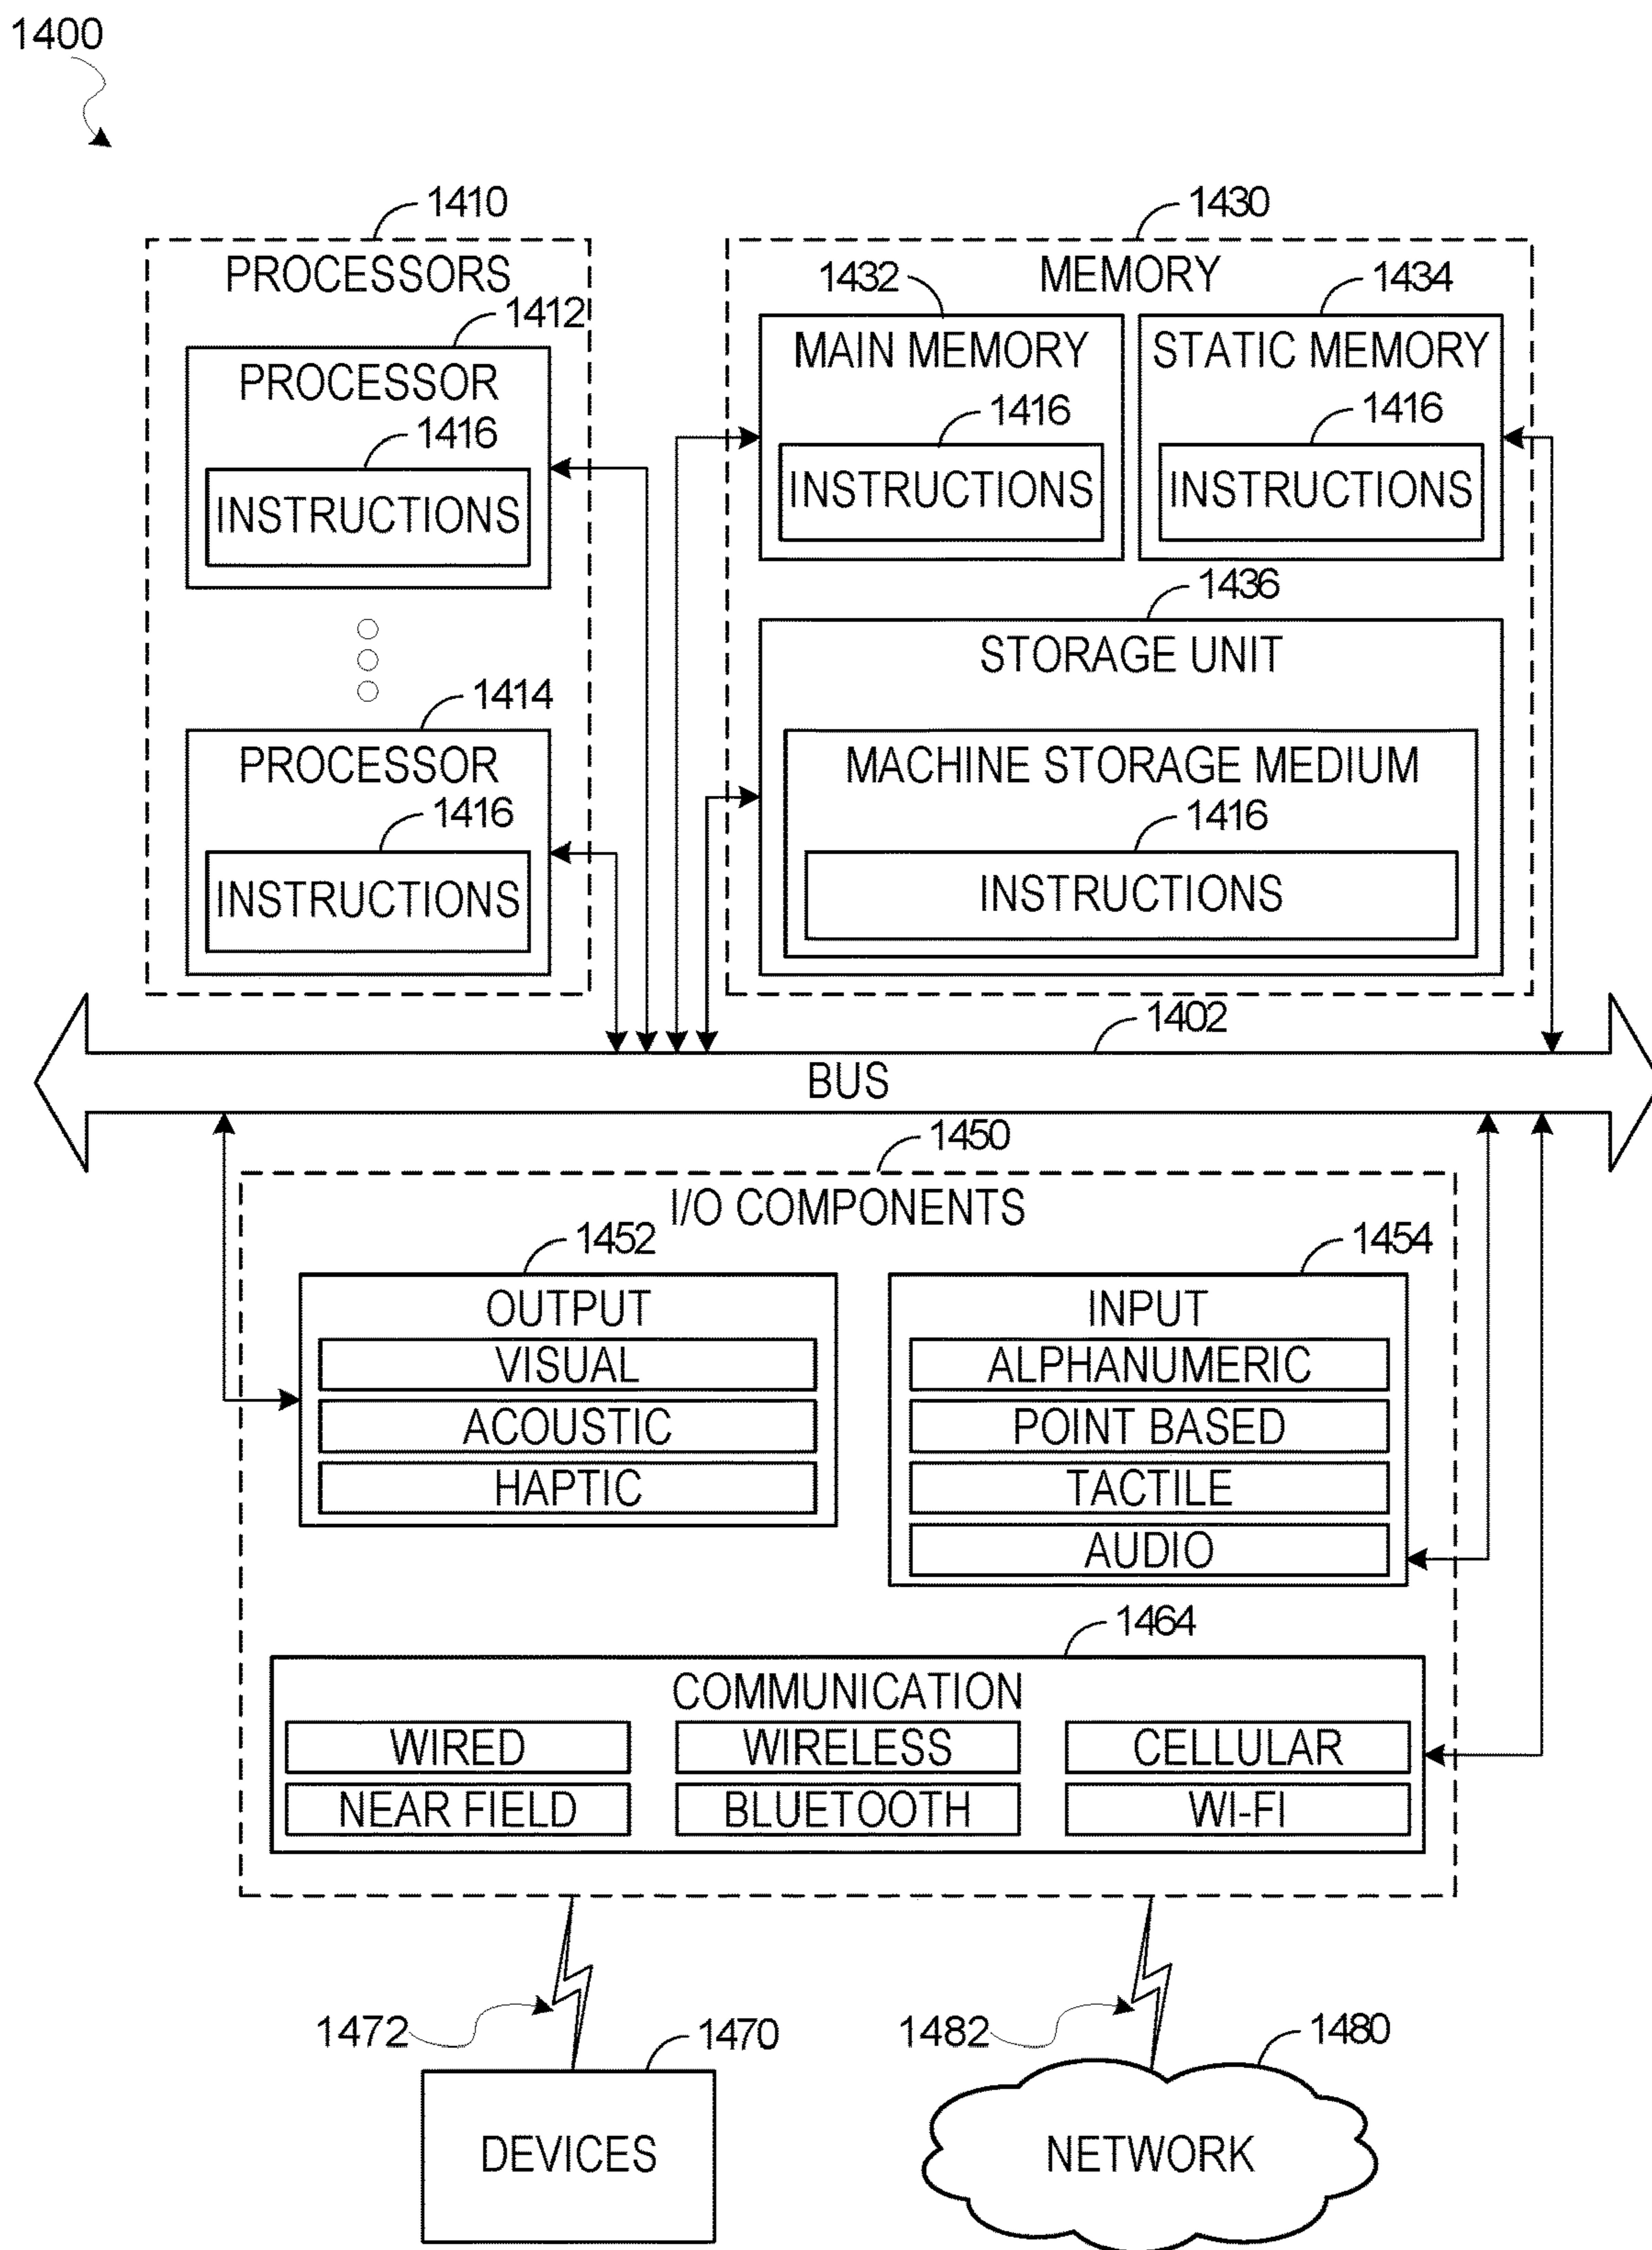 1400
1410
PROCESSORS
1412
PROCESSOR
1416
INSTRUCTIONS
1414
PROCESSOR
1416
INSTRUCTIONS
1430
MEMORY
1432
MAIN MEMORY
1416
INSTRUCTIONS
1434
STATIC MEMORY
1416
INSTRUCTIONS
1436
STORAGE UNIT
MACHINE STORAGE MEDIUM
1416
INSTRUCTIONS
1402
BUS
1450
I/O COMPONENTS
1452
OUTPUT
VISUAL
ACOUSTIC
HAPTIC
1454
INPUT
ALPHANUMERIC
POINT BASED
TACTILE
AUDIO
1464
COMMUNICATION
WIRED
WIRELESS
CELLULAR
NEAR FIELD
BLUETOOTH
WI-FI
1472
1470
DEVICES
1482
1480
NETWORK